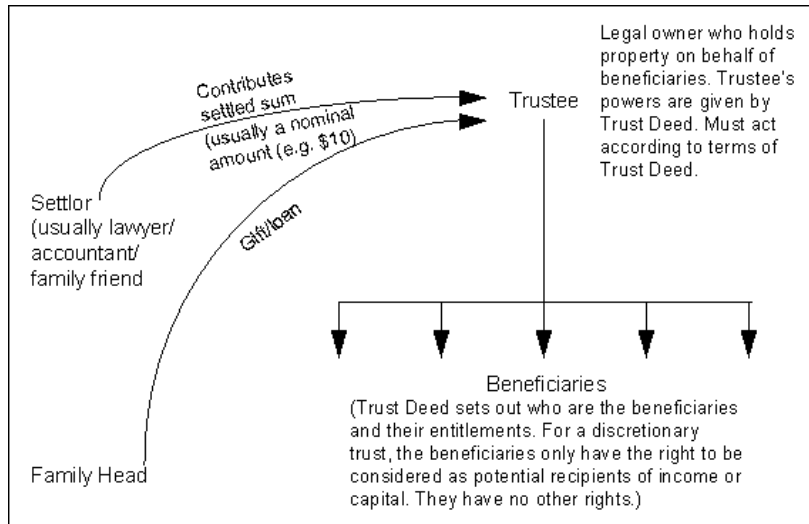 Legal owner who holds
property on behalf of
beneficiaries. Trustee's
powers are given by
Trust Deed. Must act
according to terms of
Trust Deed.
Contributes
settled sum
(usually a nominal
amount (e.g. $10)
Trustee
Settlor
(usually lawyer/
accountant/
family friend
Gift/loan
Beneficiaries
(Trust Deed sets out who are the beneficiaries
and their entitlements. For a discretionary
trust, the beneficiaries only have the right to be
considered as potential recipients of income or
capital. They have no other rights.)
Family Head